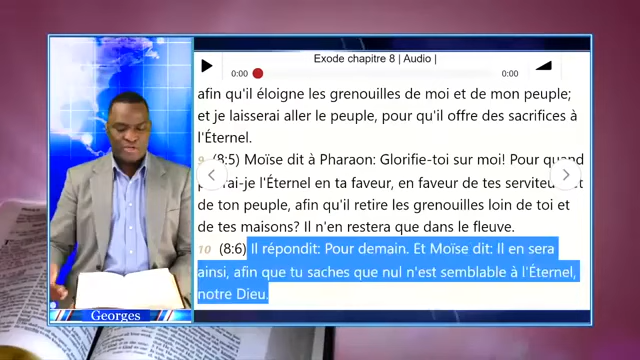 Exode chapitre 8 | Audio |
0:00
0:00
afin qu'il éloigne les grenouilles de moi et de mon peuple;
et je laisserai aller le peuple, pour qu'il offre des sacrifices à
l'Éternel.
9 (8:5) Moïse dit à Pharaon: Glorifie-toi sur moi! Pour quand
l'Éternel en ta faveur, en faveur de tes
de ton peuple, afin qu'il retire les grenouilles loin de toi et
de tes maisons? Il n'en restera que dans le fleuve.
10 (8:6) Il répondit: Pour demain. Et Moïse dit: Il en sera
ainsi, afin que tu saches que nul n'est semblable à l'Éternel,
notre Dieu.
Georges